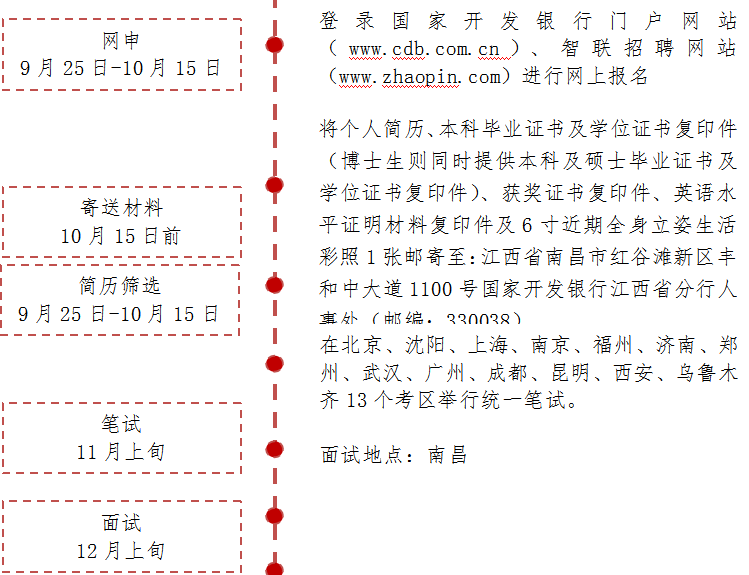 网申
9月25日-10月15日
寄送材料
10月15日前
简历筛选
9月25日-10月15日
笔试
11月上旬
面试
12月上旬
登录国家开发银行门户网站
（www.cdb.com.cn）、智联招聘网站
（www.zhaopin.com）进行网上报名
将个人简历、本科毕业证书及学位证书复印件
（博士生则同时提供本科及硕士毕业证书及
学位证书复印件）、获奖证书复印件、英语水
平证明材料复印件及6寸近期全身立姿生活
彩照1张邮寄至：江西省南昌市红谷滩新区丰
和中大道1100号国家开发银行江西省分行人
事处（邮编：330038）
在北京、沈阳、上海、南京、福州、济南、郑
州、武汉、广州、成都、昆明、西安、乌鲁木
齐13个考区举行统一笔试。
面试地点：南昌